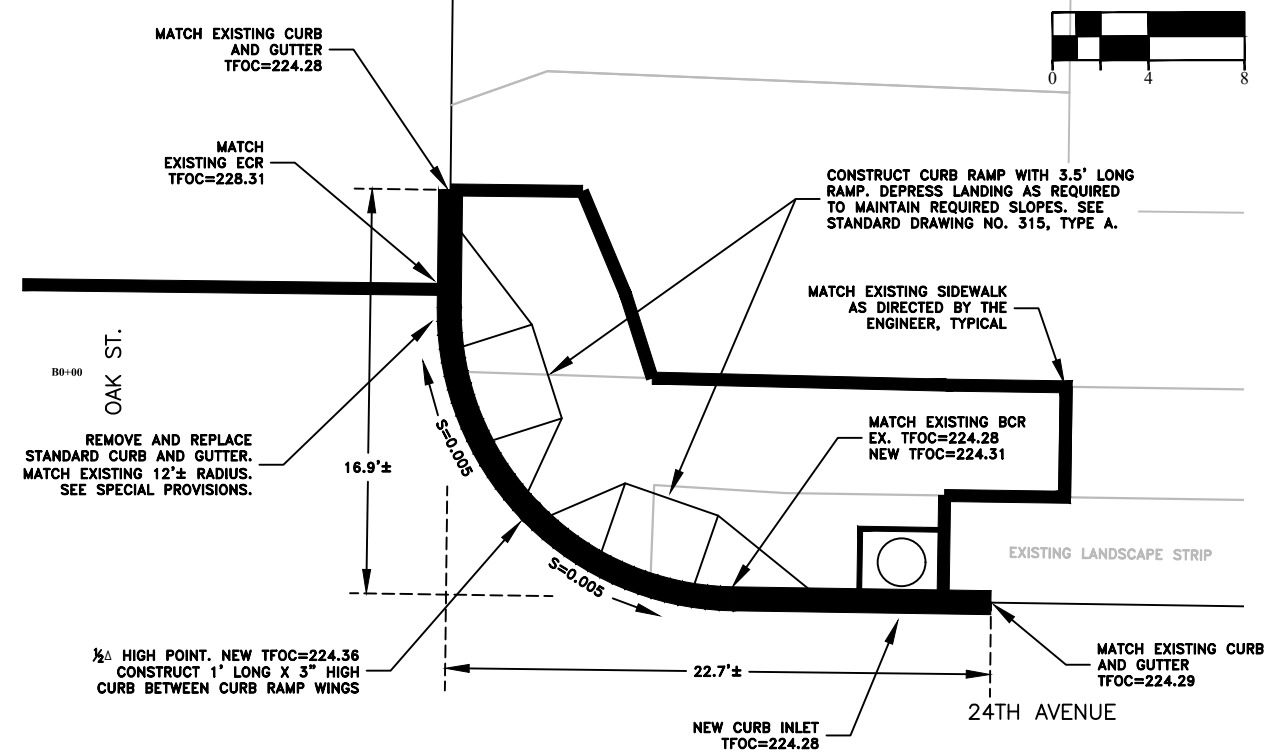 MATCH EXISTING CURB
AND GUTTER
TFOC=224.28
0
4
8
MATCH
EXISTING ECR
TFOC=228.31
CONSTRUCT CURB RAMP WITH 3.5' LONG
RAMP. DEPRESS LANDING AS REQUIRED
TO MAINTAIN REQUIRED SLOPES. SEE
STANDARD DRAWING NO. 315, TYPE A.
MATCH EXISTING SIDEWALK
AS DIRECTED BY THE
ENGINEER, TYPICAL
B0+00
OAK ST.
REMOVE AND REPLACE
STANDARD CURB AND GUTTER.
MATCH EXISTING 12'± RADIUS.
SEE SPECIAL PROVISIONS.
16.9'±
S=0.005
MATCH EXISTING BCR
EX. TFOC=224.28
NEW TFOC=224.31
EXISTING LANDSCAPE STRIP
S=0.005
½Δ HIGH POINT. NEW TFOC=224.36
CONSTRUCT 1' LONG X 3" HIGH
CURB BETWEEN CURB RAMP WINGS
22.7'±
MATCH EXISTING CURB
AND GUTTER
TFOC=224.29
24TH AVENUE
NEW CURB INLET
TFOC=224.28